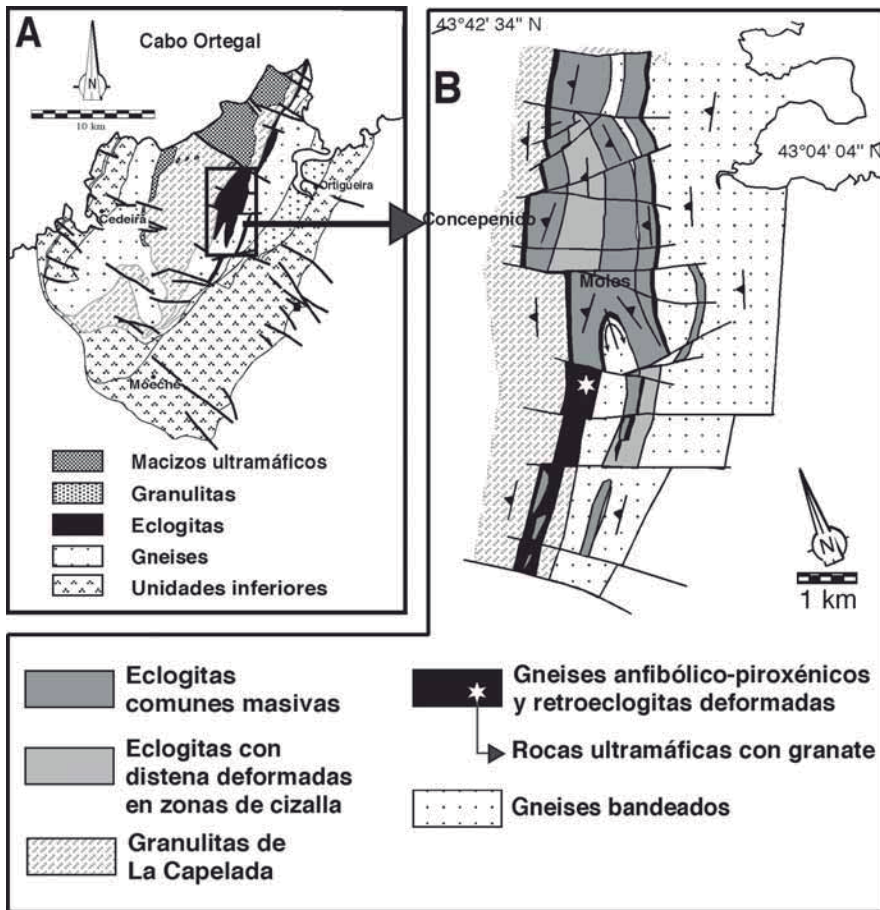 A
Cabo Ortegal
N
10 km
Ortigueira
Cedeira
Moeche
Macizos ultramáficos
Granulitas
Eclogitas
Gneises
Unidades inferiores
43°42' 34" N
B
43°04' 04" N
Concepenido
Moles
N
1 km
Eclogitas
comunes masivas
Eclogitas con
distena deformadas
en zonas de cizalla
Granulitas de
La Capelada
Gneises anfibólico-piroxénicos
y retroeclogitas deformadas
Rocas ultramáficas con granate
Gneises bandeados